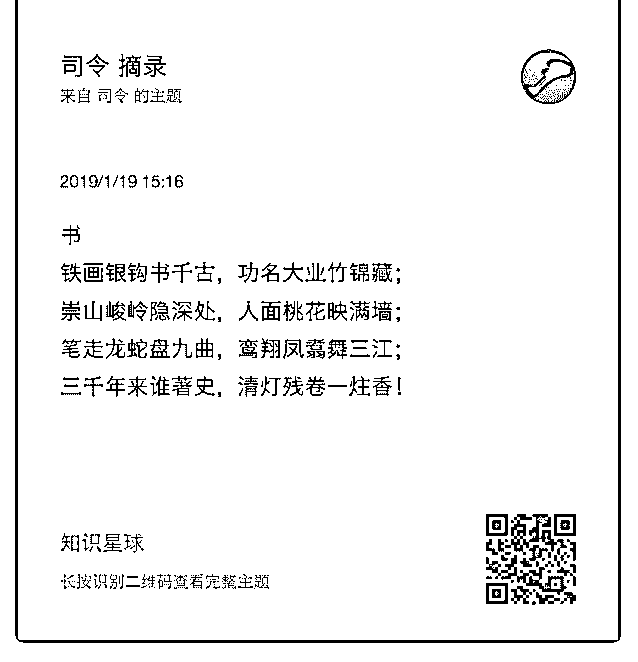 司令 摘录
来自 司令 的主题
2019/1/19 15:16
书
铁画银钩书千古，功名大业竹锦藏；
崇山峻岭隐深处，人面桃花映满墙；
笔走龙蛇盘九曲，鸾翔凤翥舞三江；
三千年来谁著史，清灯残卷一炷香！
知识星球
长按识别二维码查看完整主题